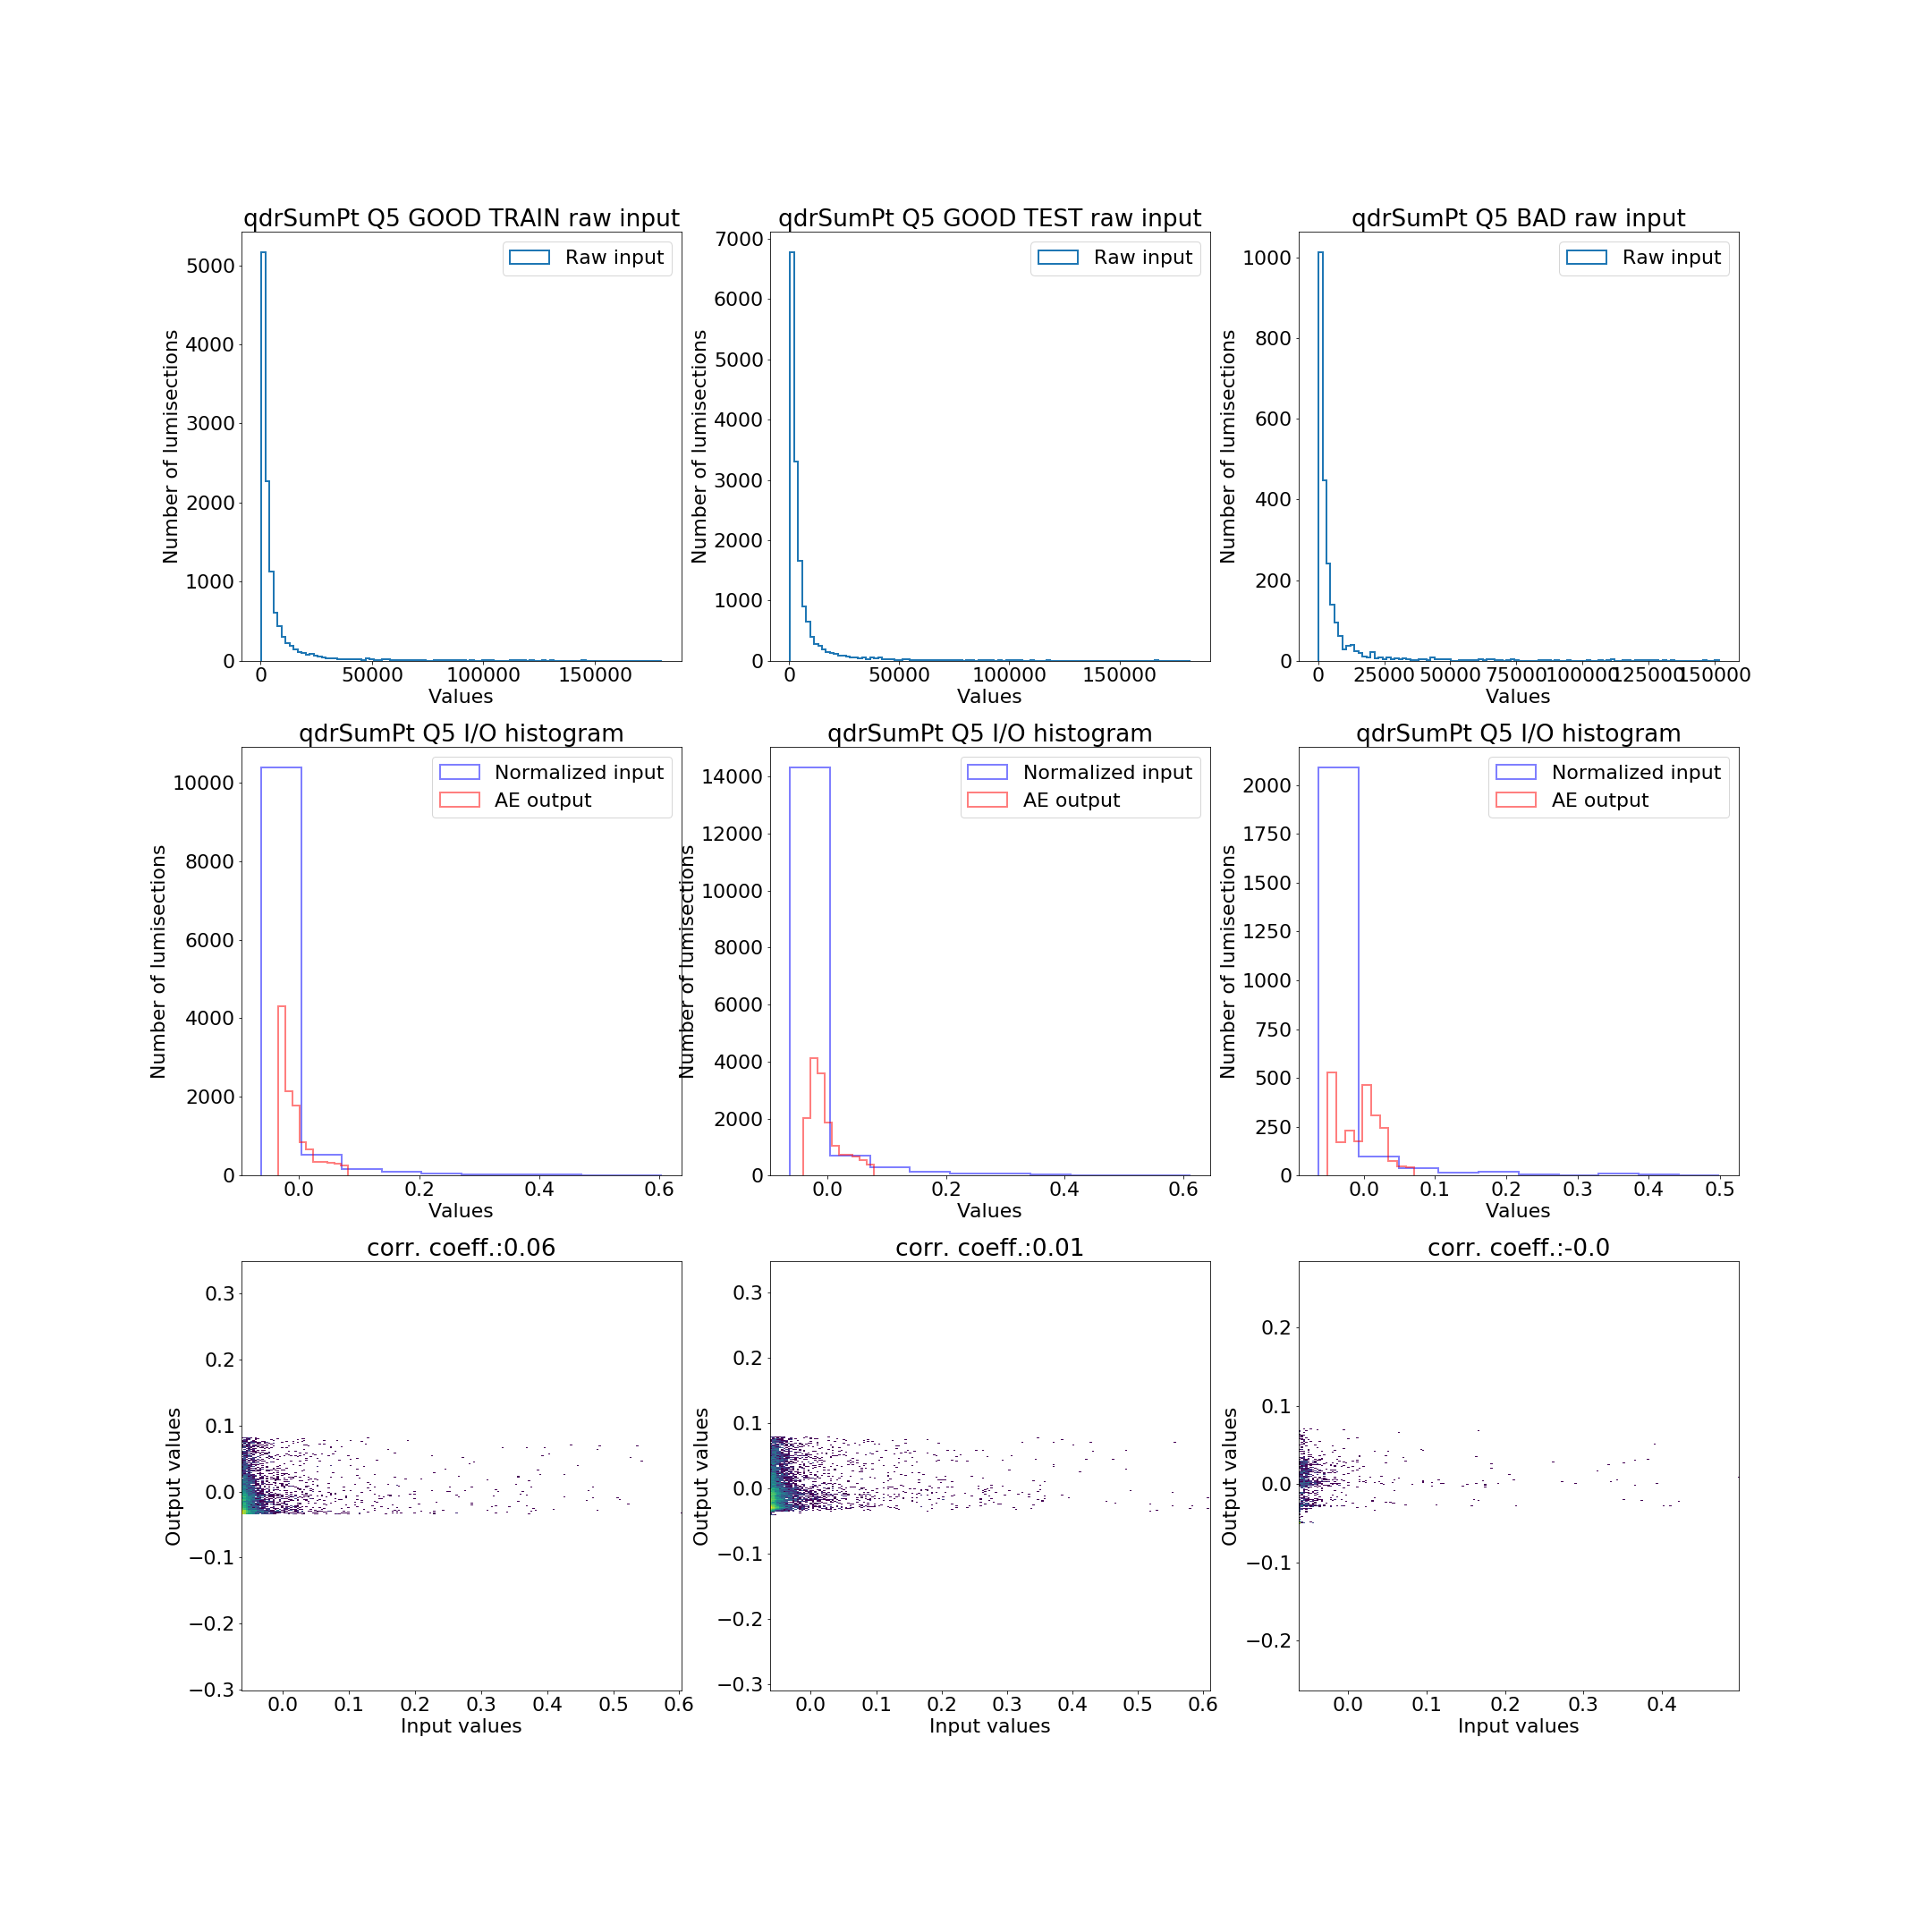 qdrSumPt Q5 GOOD TRAIN raw input
Raw input
Number of lumisections
5000
4000
3000
2000
1000
0
0 50000 100000 150000
Values
qdrSumPt Q5 GOOD TEST raw input
Raw input
Number of lumisections
7000
6000
5000
4000
3000
2000
1000
0
0 50000 100000 150000
Values
qdrSumPt Q5 BAD raw input
Raw input
Number of lumisections
1000
800
600
400
200
0
0 25000 50000 75000 100000 125000 150000
Values
qdrSumPt Q5 I/O histogram
Normalized input
AE output
Number of lumisections
10000
8000
6000
4000
2000
0
0.0 0.2 0.4 0.6
Values
qdrSumPt Q5 I/O histogram
Normalized input
AE output
Number of lumisections
14000
12000
10000
8000
6000
4000
2000
0
0.0 0.2 0.4 0.6
Values
qdrSumPt Q5 I/O histogram
Normalized input
AE output
Number of lumisections
2000
1750
1500
1250
1000
750
500
250
0
0.0 0.1 0.2 0.3 0.4 0.5
Values
corr. coeff.:0.06
Output values
0.3
0.2
0.1
0.0
−0.1
−0.2
−0.3
0.0 0.1 0.2 0.3 0.4 0.5 0.6
Input values
corr. coeff.:0.01
Output values
0.3
0.2
0.1
0.0
−0.1
−0.2
−0.3
0.0 0.1 0.2 0.3 0.4 0.5 0.6
Input values
corr. coeff.:-0.0
Output values
0.2
0.1
0.0
−0.1
−0.2
0.0 0.1 0.2 0.3 0.4
Input values